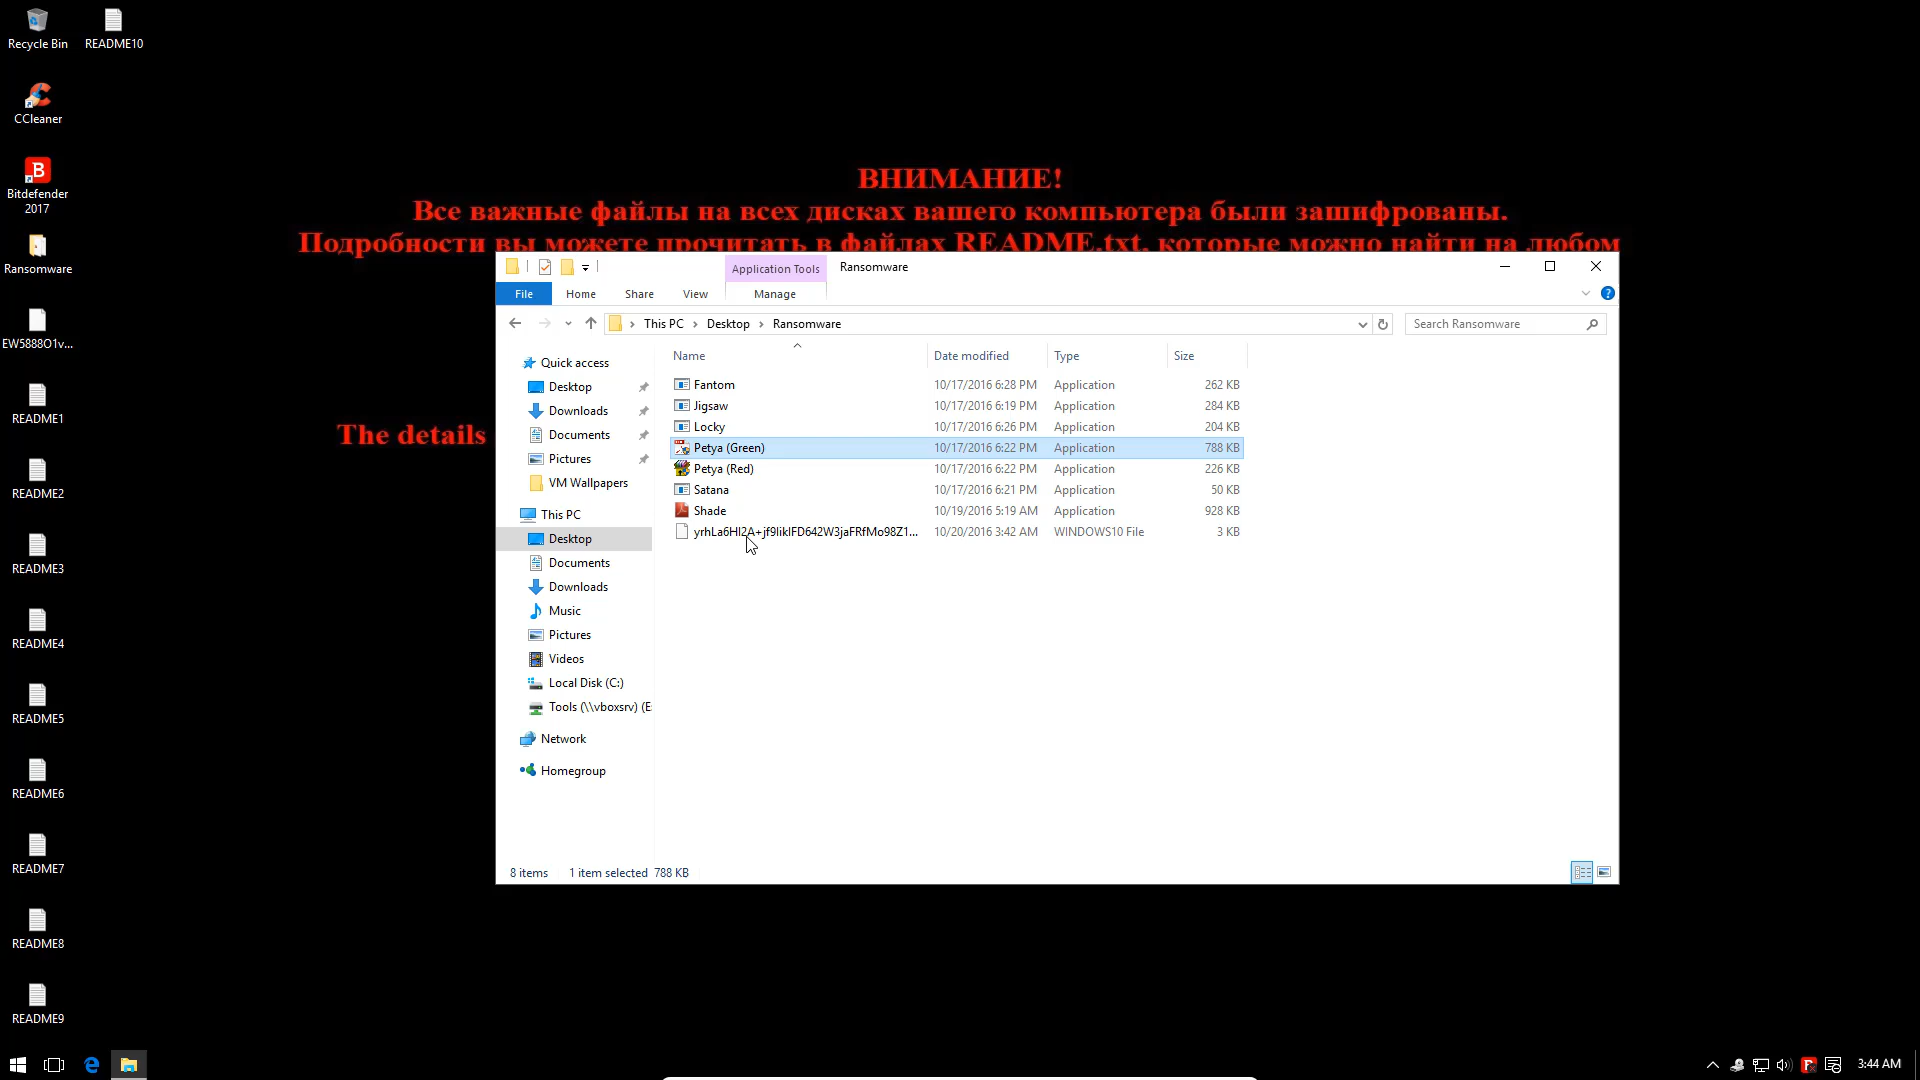 Recycle Bin
README10
CCleaner
Bitdefender
2017
Ransomware
EW5888O1v...
README1
README2
README3
README4
README5
README6
README7
README8
README9
ВНИМАНИЕ!
Все важные файлы на всех дисках вашего компьютера были зашифрованы.
Подробности вы можете прочитать в файлах README.txt, которые можно найти на любом
The details
Application Tools
Ransomware
File
Home
Share
View
Manage
This PC
Desktop
Ransomware
Search Ransomware
Quick access
Desktop
Downloads
Documents
Pictures
VM Wallpapers
This PC
Desktop
Documents
Downloads
Music
Pictures
Videos
Local Disk (C:)
Tools (\\vboxsrv) (E:
Network
Homegroup
Name Date modified Type Size
Fantom 10/17/2016 6:28 PM Application 262 KB
Jigsaw 10/17/2016 6:19 PM Application 284 KB
Locky 10/17/2016 6:26 PM Application 204 KB
Petya (Green) 10/17/2016 6:22 PM Application 788 KB
Petya (Red) 10/17/2016 6:22 PM Application 226 KB
Satana 10/17/2016 6:21 PM Application 50 KB
Shade 10/19/2016 5:19 AM Application 928 KB
10/20/2016 3:42 AM WINDOWS10 File 3 KB
8 items 1 item selected 788 KB
3:44 AM